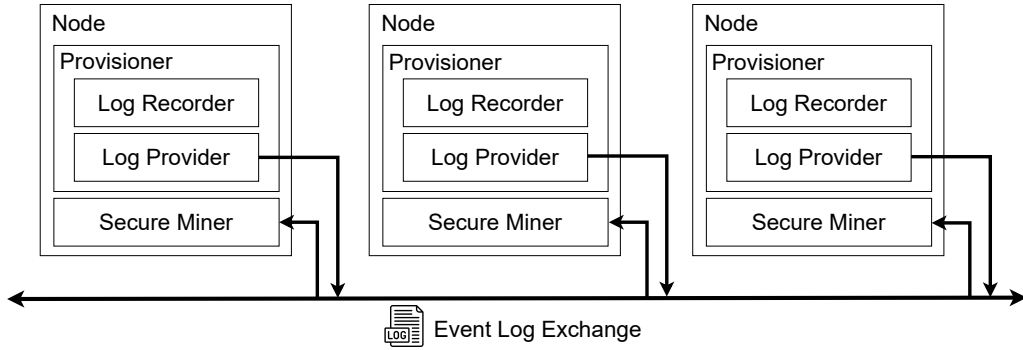 Node
Provisioner
Log Recorder
Log Provider
Secure Miner
Node
Provisioner
Log Recorder
Log Provider
Secure Miner
Node
Provisioner
Log Recorder
Log Provider
Secure Miner
LOG
Event Log Exchange